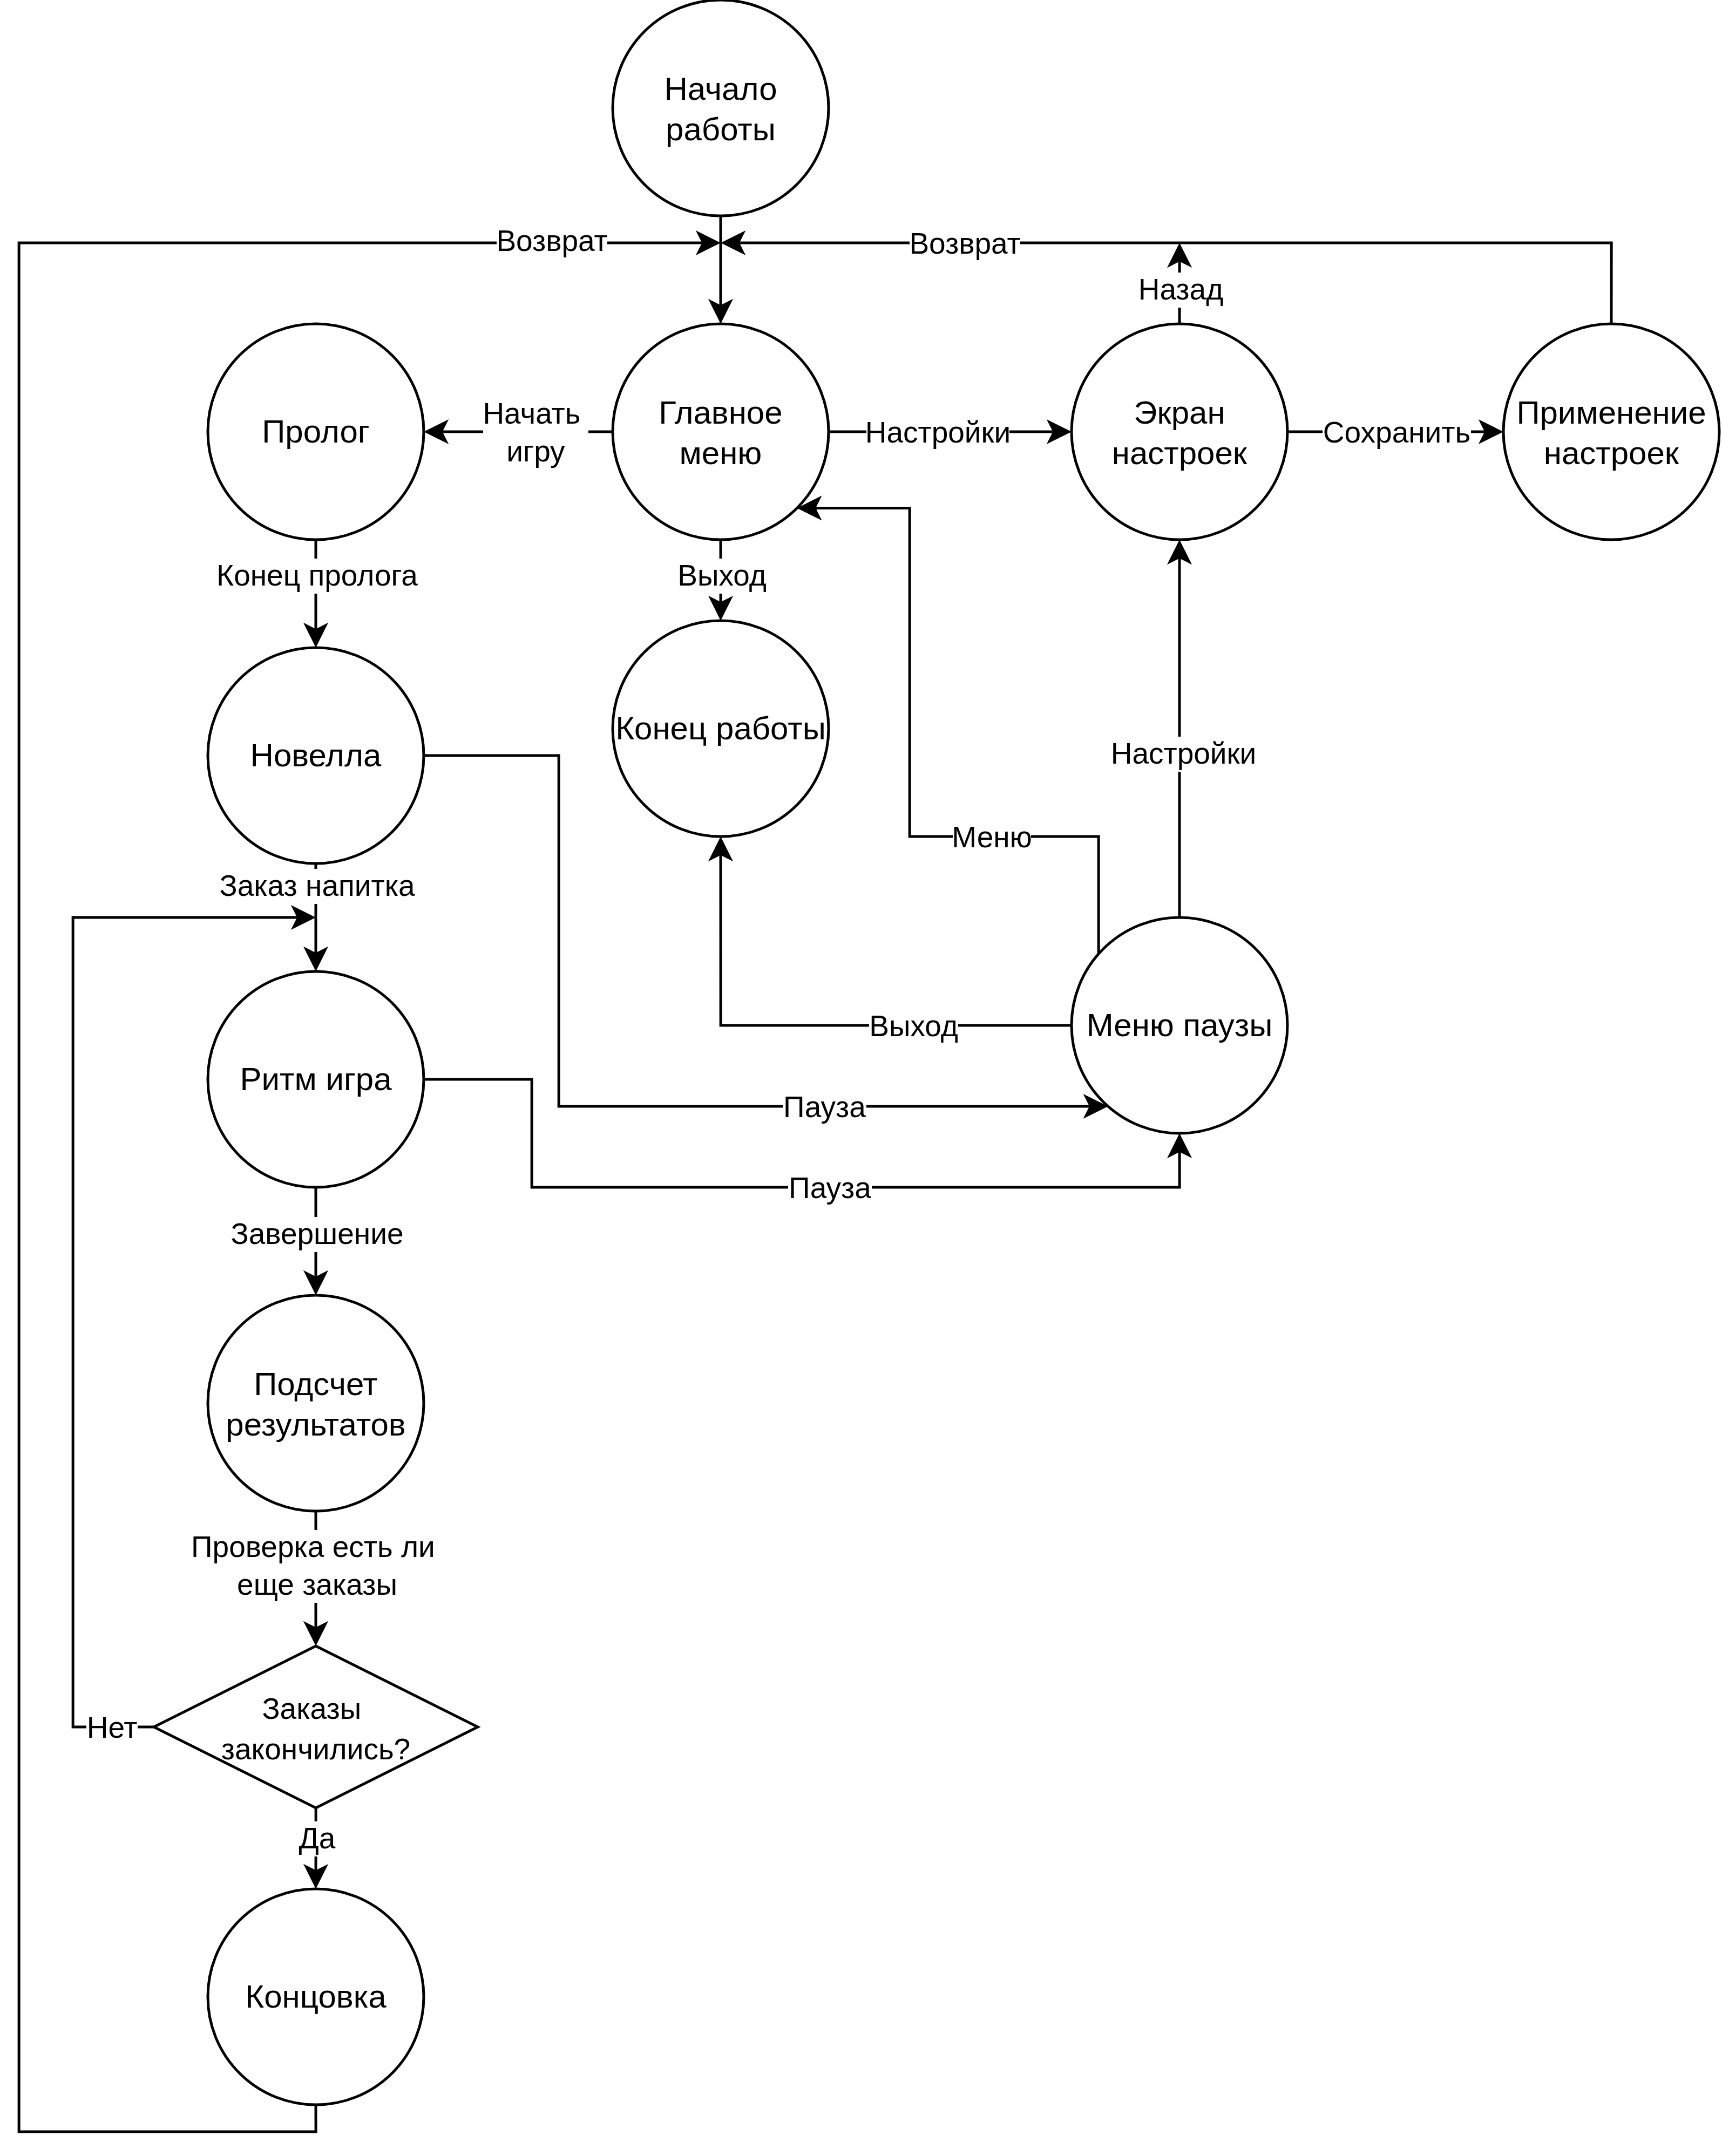 Начало
работы
Возврат
Возврат
Назад
Пролог
Начать
игру
Главное
меню
Настройки
Экран
настроек
Сохранить
Применение
настроек
Конец пролога
Выход
Новелла
Конец работы
Настройки
Меню
Заказ напитка
Выход
Меню паузы
Ритм игра
Пауза
Пауза
Завершение
Подсчет
результатов
Проверка есть ли
еще заказы
Заказы
закончились?
Нет
Да
Концовка